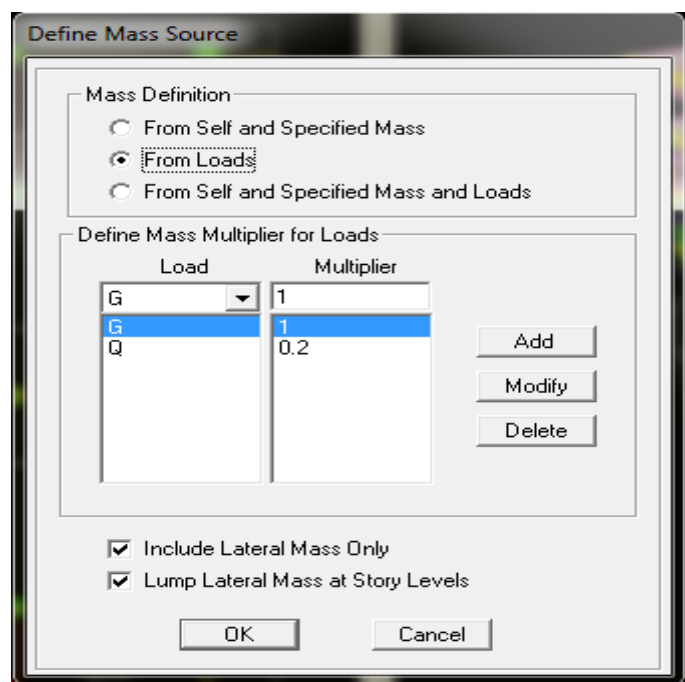 Define Mass Source
Mass Definition
From Self and Specified Mass
From Loads
From Self and Specified Mass and Loads
Define Mass Multiplier for Loads
Load Multiplier
G 1
G 1
Q 0.2
Add
Modify
Delete
Include Lateral Mass Only
Lump Lateral Mass at Story Levels
OK Cancel